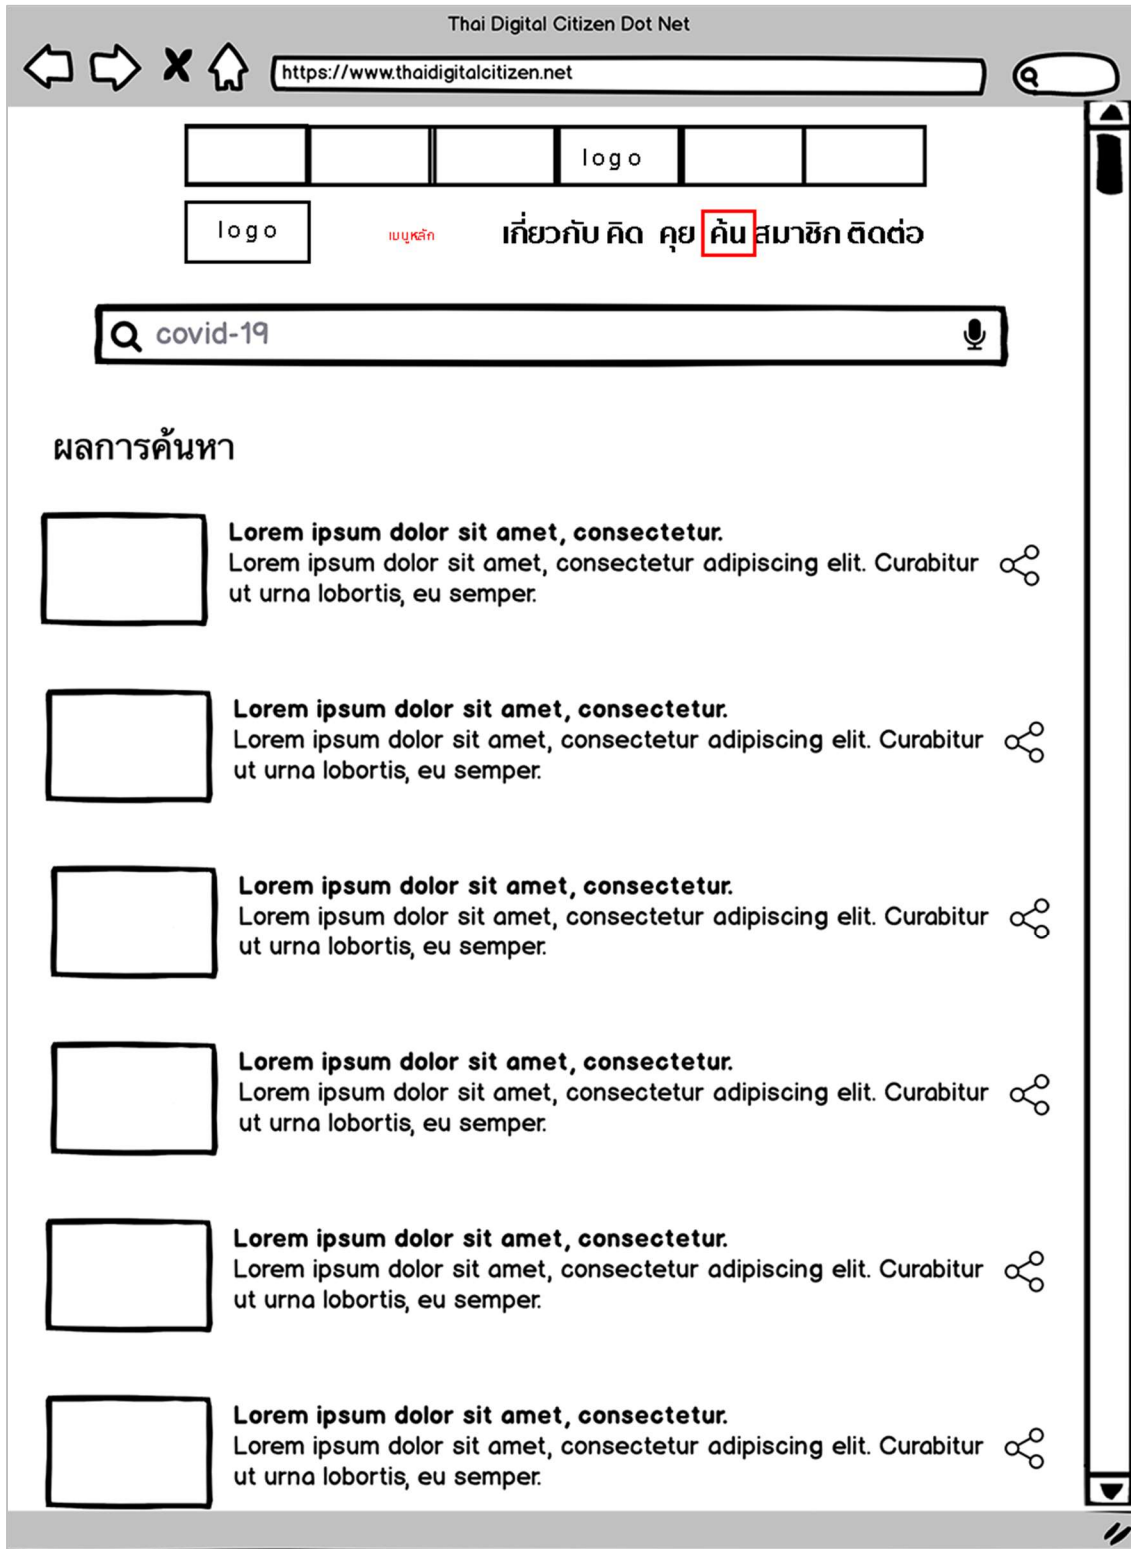 Thai Digital Citizen Dot Net
https://www.thaidigitalcitizen.net
logo
logo
เมนูหลัก
เกี่ยวกับ คิด คุย ค้น สมาชิก ติดต่อ
covid-19
ผลการค้นหา
Lorem ipsum dolor sit amet, consectetur.
Lorem ipsum dolor sit amet, consectetur adipiscing elit. Curabitur
ut urna lobortis, eu semper.
Lorem ipsum dolor sit amet, consectetur.
Lorem ipsum dolor sit amet, consectetur adipiscing elit. Curabitur
ut urna lobortis, eu semper.
Lorem ipsum dolor sit amet, consectetur.
Lorem ipsum dolor sit amet, consectetur adipiscing elit. Curabitur
ut urna lobortis, eu semper.
Lorem ipsum dolor sit amet, consectetur.
Lorem ipsum dolor sit amet, consectetur adipiscing elit. Curabitur
ut urna lobortis, eu semper.
Lorem ipsum dolor sit amet, consectetur.
Lorem ipsum dolor sit amet, consectetur adipiscing elit. Curabitur
ut urna lobortis, eu semper.
Lorem ipsum dolor sit amet, consectetur.
Lorem ipsum dolor sit amet, consectetur adipiscing elit. Curabitur
ut urna lobortis, eu semper.